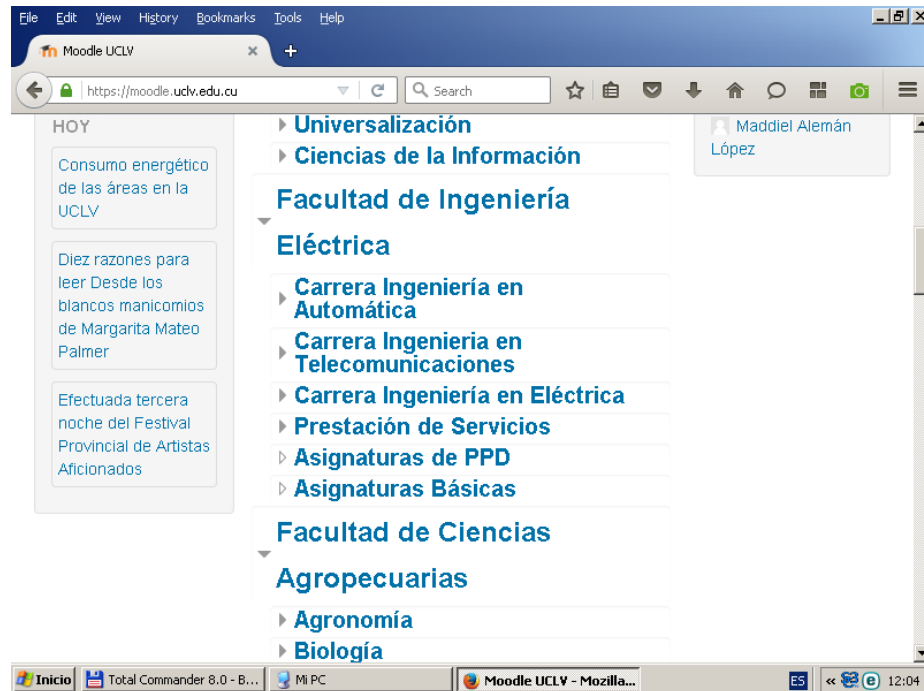 File Edit View History Bookmarks Tools Help
Moodle UCLV
https://moodle.uclv.edu.cu
Search
HOY
Consumo energético
de las áreas en la
UCLV
Diez razones para
leer Desde los
blancos manicomios
de Margarita Mateo
Palmer
Efectuada tercera
noche del Festival
Provincial de Artistas
Aficionados
Universalización
Ciencias de la Información
Facultad de Ingeniería
Eléctrica
Carrera Ingeniería en
Automática
Carrera Ingenieria en
Telecomunicaciones
Carrera Ingeniería en Eléctrica
Prestación de Servicios
Asignaturas de PPD
Asignaturas Básicas
Facultad de Ciencias
Agropecuarias
Agronomía
Biología
Maddiel Alemán
López
Inicio
Total Commander 8.0 - B...
Mi PC
Moodle UCLV - Mozilla...
ES
«
12:04